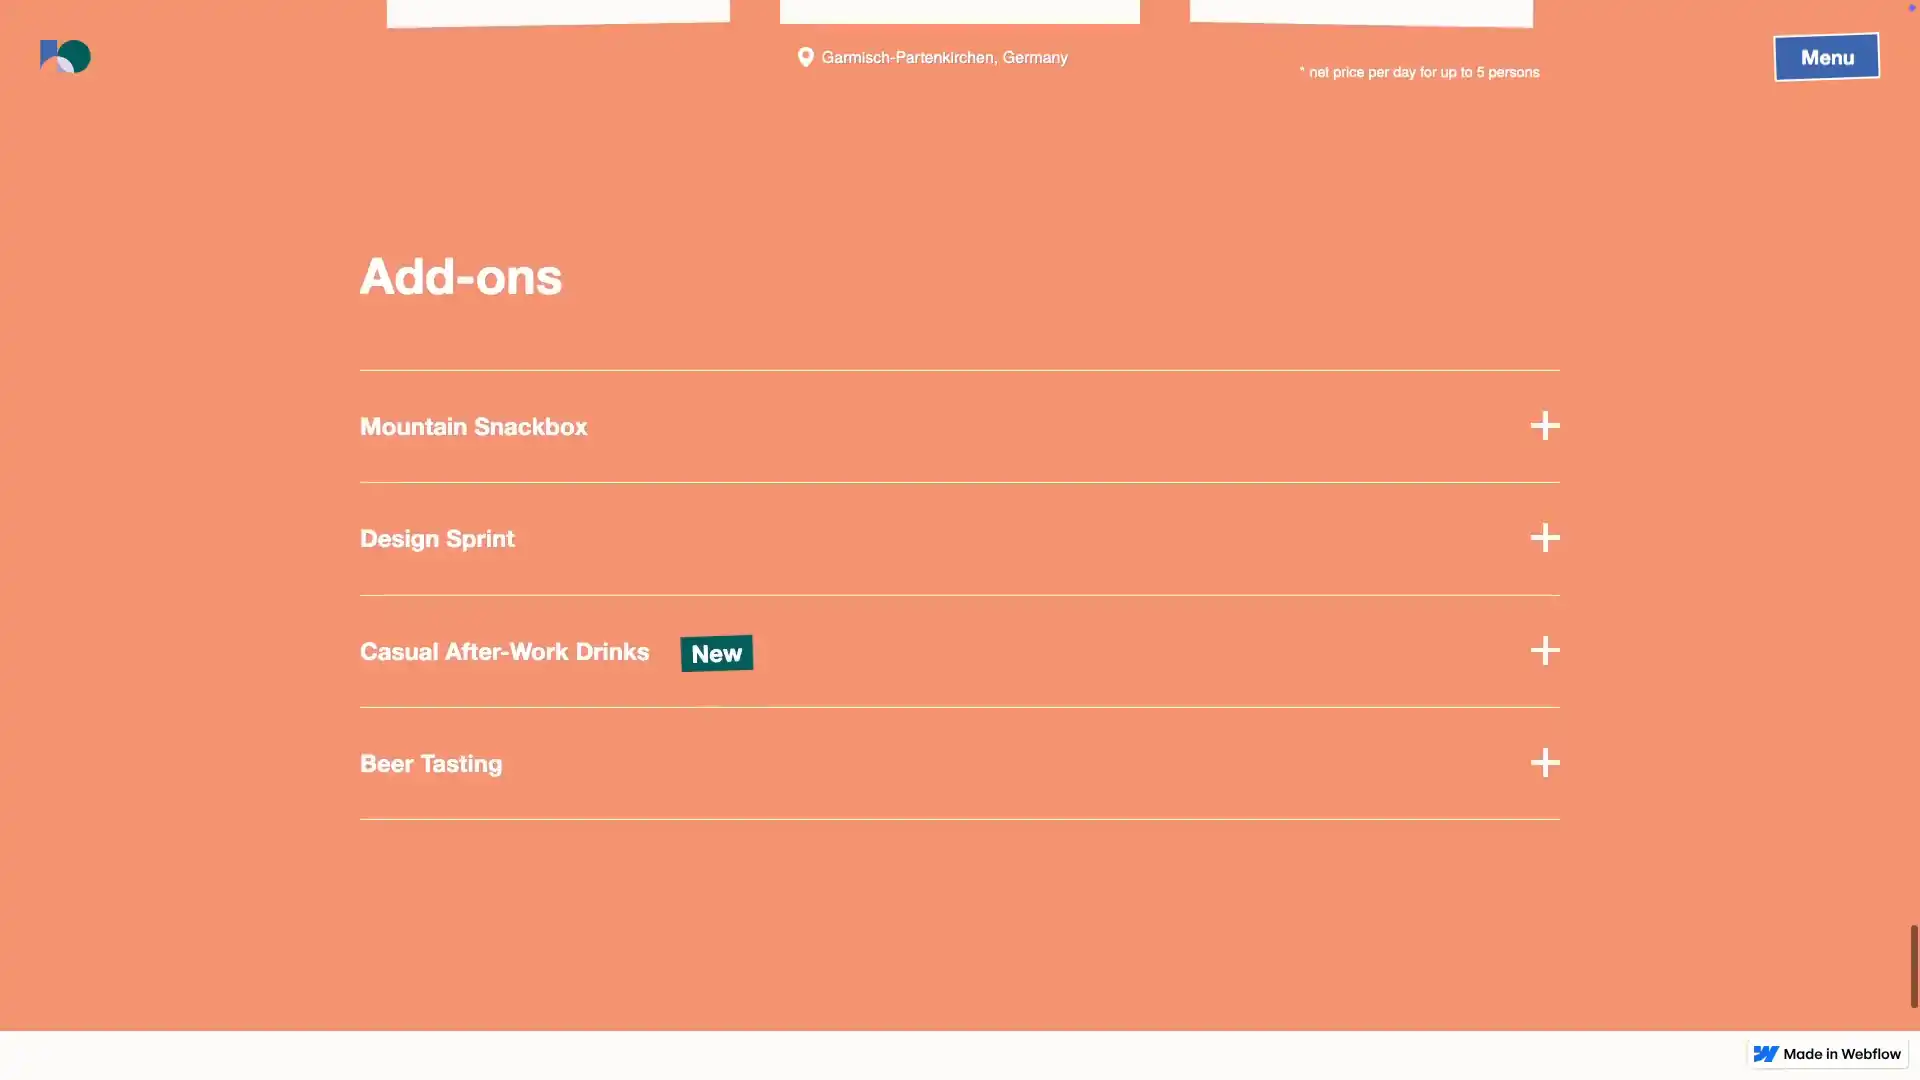 Garmisch-Partenkirchen, Germany
Menu
* net price per day for up to 5 persons
Add-ons
Mountain Snackbox
Design Sprint
Casual After-Work Drinks New
Beer Tasting
Made in Webflow